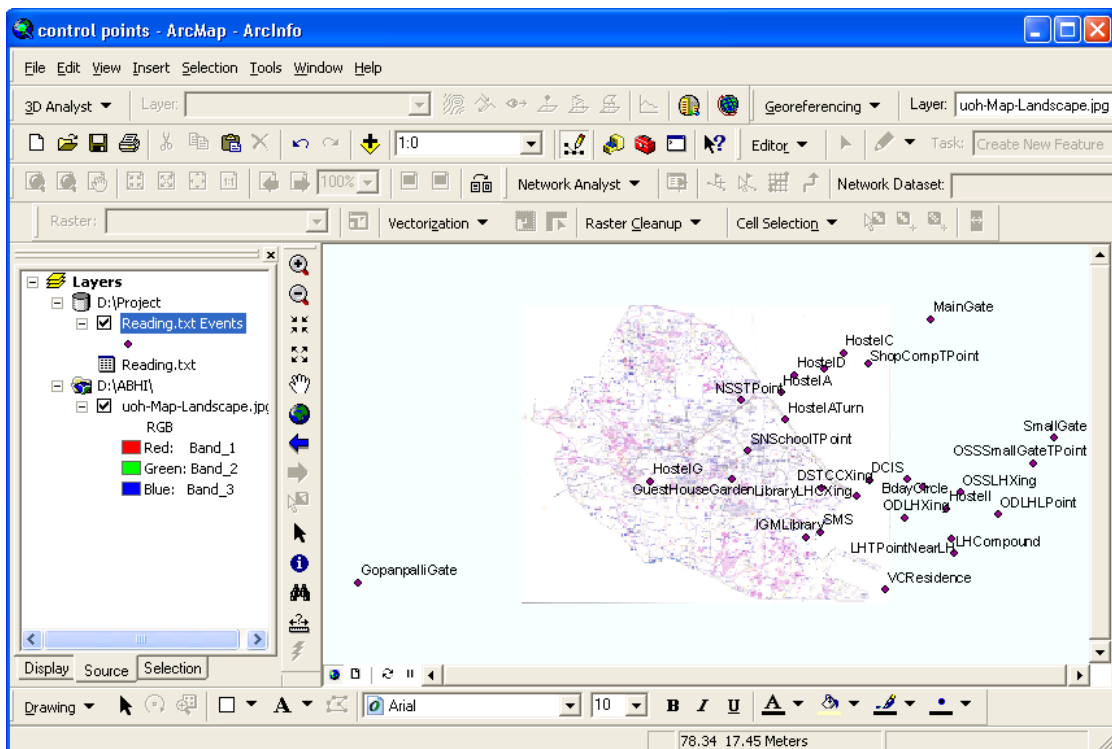 control points - ArcMap - ArcInfo
File Edit View Insert Selection Tools Window Help
3D Analyst Layer: Georeferencing Layer: uoh-Map-Landscape.jpg
1:0 Editor Task: Create New Feature
1:1 100% Network Analyst Network Dataset:
Raster: Vectorization Raster Cleanup Cell Selection
Layers
D:\Project
Reading.txt Events
Reading.txt
D:\ABHI\
uoh-Map-Landscape.jpg
RGB
Red: Band_1
Green: Band_2
Blue: Band_3
Display Source Selection
MainGate
HostelC
ShopCompTPoint
HostelD
HostelA
NSSTPoint
HostelATurn
SmallGate
SNSchoolTPoint
OSSSmallGateTPoint
HostelG
DSTCCXing
DCIS
OSSLHXing
GuestHouseGarden
LibraryLHCXing
BdayCircle
HostelI
ODLHXing
ODLHLPoint
IGMLibrary
SMS
LHTPointNearLH
LHCompound
GopanpalliGate
VCResidence
Drawing A Arial 10 B I U A
78.34 17.45 Meters